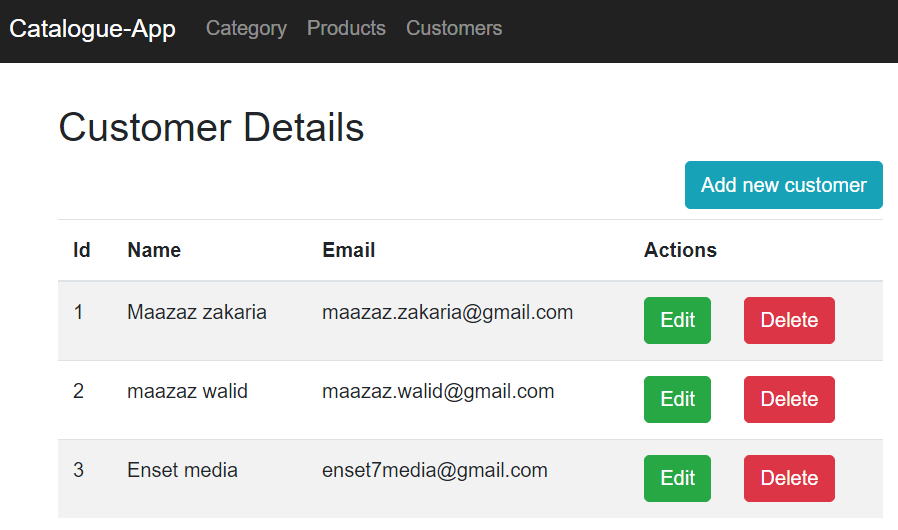 Catalogue-App Category Products Customers
Customer Details
Add new customer
Id Name Email Actions
1 Maazaz zakaria maazaz.zakaria@gmail.com Edit Delete
2 maazaz walid maazaz.walid@gmail.com Edit Delete
3 Enset media enset7media@gmail.com Edit Delete